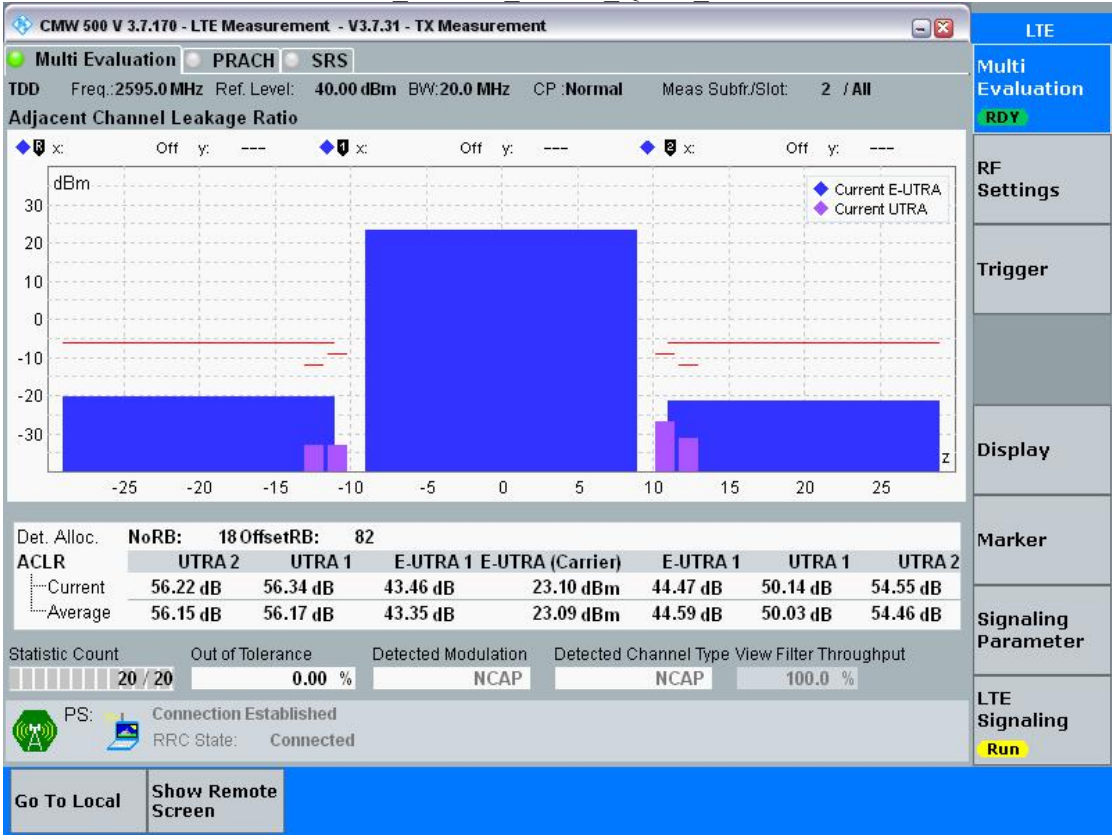 CMW 500 V 3.7.170 - LTE Measurement - V3.7.31 - TX Measurement
LTE
Multi Evaluation PRACH SRS
Multi Evaluation
RDY
TDD Freq.:2595.0 MHz Ref. Level: 40.00 dBm BW:20.0 MHz CP :Normal Meas Subfr./Slot: 2 / All
Adjacent Channel Leakage Ratio
R x: Off y: --- 1 x: Off y: --- 2 x: Off y: ---
dBm
Current E-UTRA
Current UTRA
30
20
10
0
-10
-20
-30
z
-25 -20 -15 -10 -5 0 5 10 15 20 25
RF Settings
Trigger
Display
Marker
Signaling Parameter
LTE Signaling
Run
Det. Alloc. NoRB: 18 OffsetRB: 82
ACLR UTRA 2 UTRA 1 E-UTRA 1 E-UTRA (Carrier) E-UTRA 1 UTRA 1 UTRA 2
Current 56.22 dB 56.34 dB 43.46 dB 23.10 dBm 44.47 dB 50.14 dB 54.55 dB
Average 56.15 dB 56.17 dB 43.35 dB 23.09 dBm 44.59 dB 50.03 dB 54.46 dB
Statistic Count Out of Tolerance Detected Modulation Detected Channel Type View Filter Throughput
20 / 20 0.00 % NCAP NCAP 100.0 %
PS: Connection Established
RRC State: Connected
Go To Local
Show Remote Screen